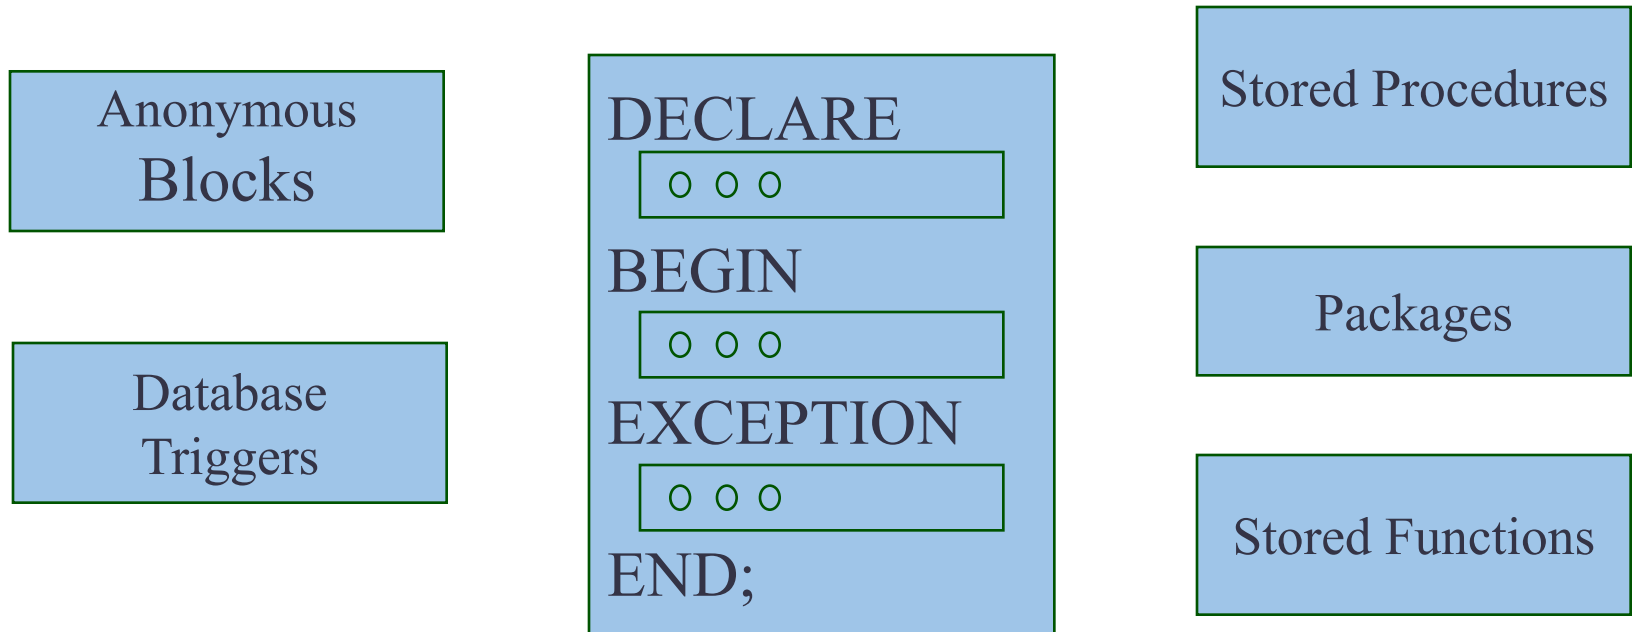 Anonymous
Blocks
Database
Triggers
DECLARE
BEGIN
EXCEPTION
END;
Stored Procedures
Packages
Stored Functions